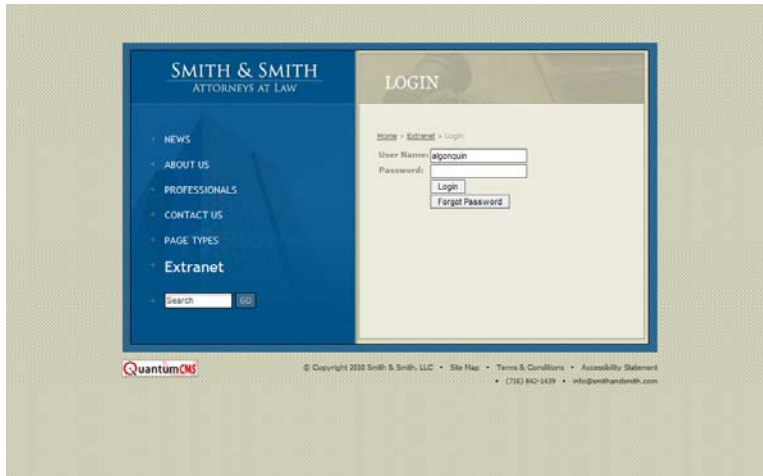 SMITH & SMITH
ATTORNEYS AT LAW
NEWS
ABOUT US
PROFESSIONALS
CONTACT US
PAGE TYPES
Extranet
Search
GO
LOGIN
Home > Extranet > Login
User Name: algonquin
Password:
Login
Forgot Password
QuantumCMS
© Copyright 2010 Smith & Smith, LLC • Site Map • Terms & Conditions • Accessibility Statement
• (716) 842-1439 • info@smithandsmith.com